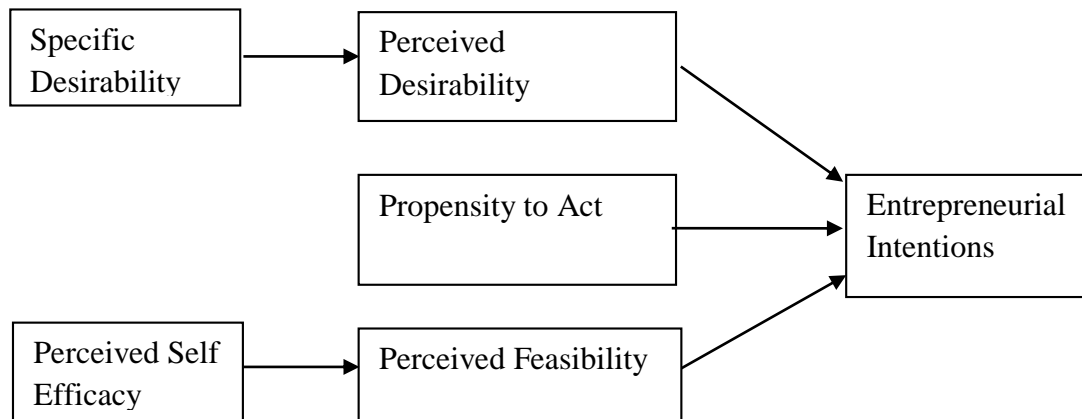 Specific
Desirability
Perceived
Desirability
Propensity to Act
Entrepreneurial
Intentions
Perceived Self
Efficacy
Perceived Feasibility